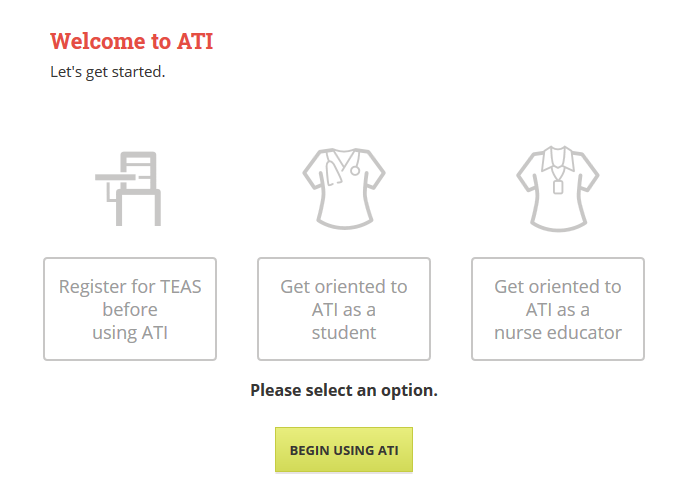 Welcome to ATI
Let's get started.
Register for TEAS
before
using ATI
Get oriented to
ATI as a
student
Get oriented to
ATI as a
nurse educator
Please select an option.
BEGIN USING ATI